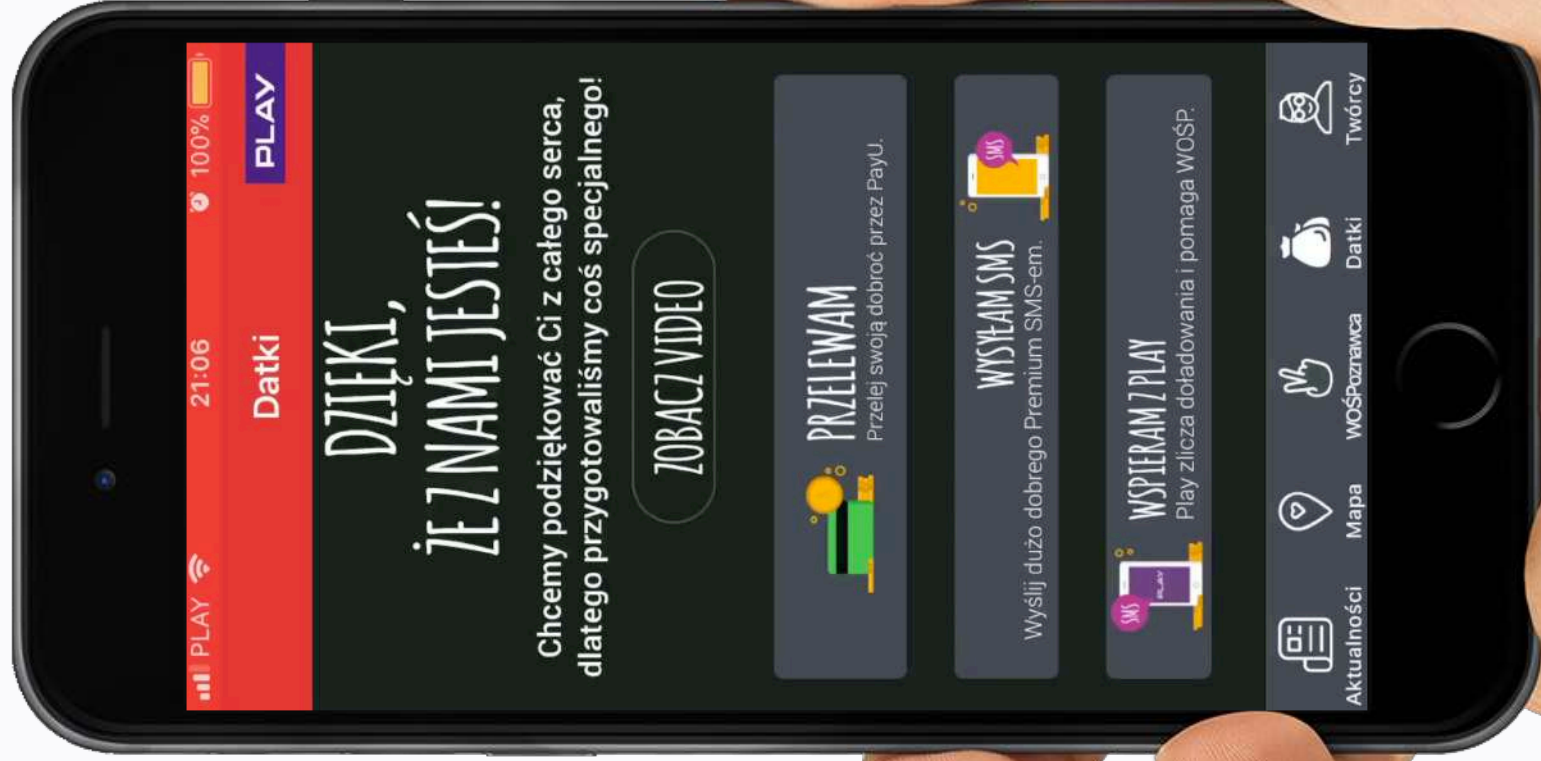 PLAY 21:06 100%
Datki PLAY
DZIĘKI,
ŻE Z NAMI JESTEŚ!
Chcemy podziękować Ci z całego serca,
dlatego przygotowaliśmy coś specjalnego!
ZOBACZ VIDEO
PRZELEWAM
Przelej swoją dobroć przez PayU.
SMS
WYSYŁAM SMS
Wyślij dużo dobrego Premium SMS-em.
SMS
PLAY
WSPIERAM Z PLAY
Play zlicza doładowania i pomaga WOŚP.
Aktualności Mapa WOŚPoznawca Datki Twórcy